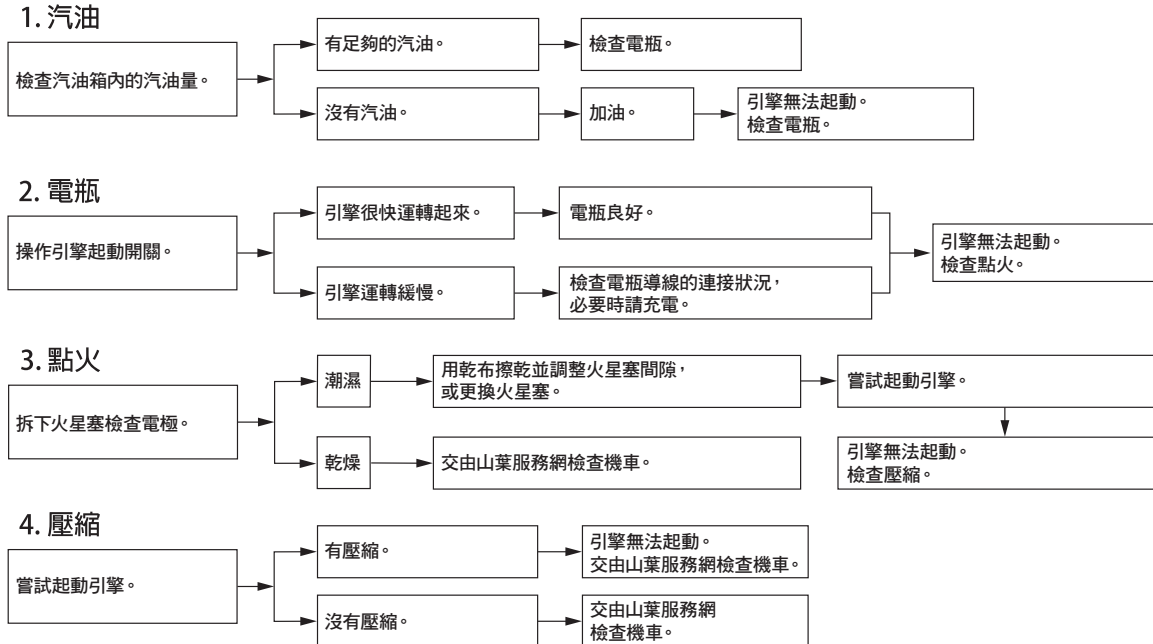 1. 汽油
檢查汽油箱內的汽油量。
有足夠的汽油。
檢查電瓶。
沒有汽油。
加油。
引擎無法起動。
檢查電瓶。
2. 電瓶
操作引擎起動開關。
引擎很快運轉起來。
電瓶良好。
引擎運轉緩慢。
檢查電瓶導線的連接狀況，
必要時請充電。
引擎無法起動。
檢查點火。
3. 點火
拆下火星塞檢查電極。
潮濕
用乾布擦乾並調整火星塞間隙，
或更換火星塞。
嘗試起動引擎。
乾燥
交由山葉服務網檢查機車。
引擎無法起動。
檢查壓縮。
4. 壓縮
嘗試起動引擎。
有壓縮。
引擎無法起動。
交由山葉服務網檢查機車。
沒有壓縮。
交由山葉服務網
檢查機車。